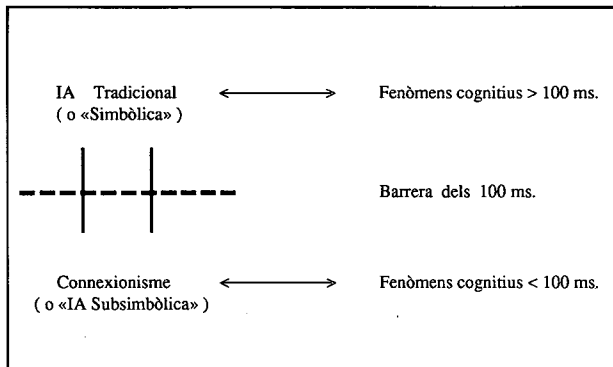 IA Tradicional
( o «Simbòlica» )
Fenòmens cognitius > 100 ms.
Barrera dels 100 ms.
Connexionisme
( o «IA Subsimbòlica» )
Fenòmens cognitius < 100 ms.